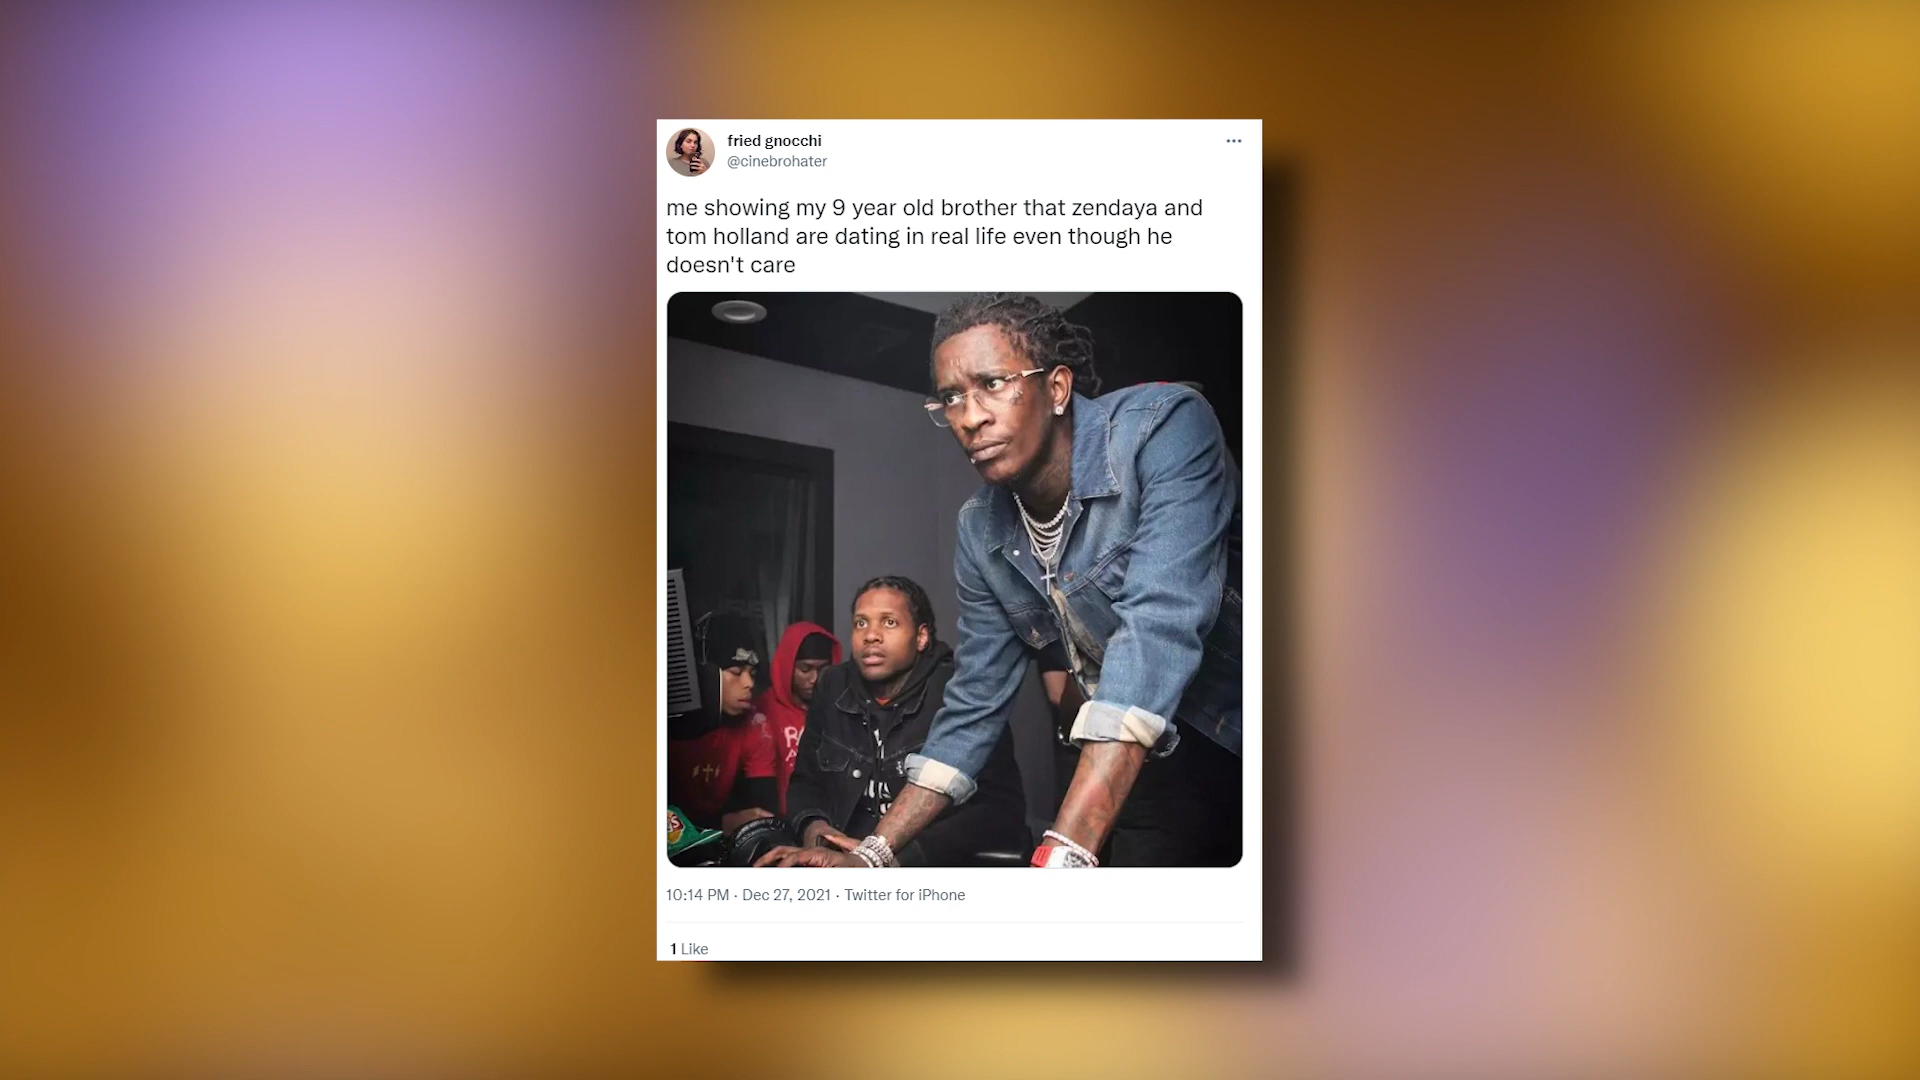 fried gnocchi
@cinebrohater
me showing my 9 year old brother that zendaya and
tom holland are dating in real life even though he
doesn't care
10:14 PM · Dec 27, 2021 · Twitter for iPhone
1 Like